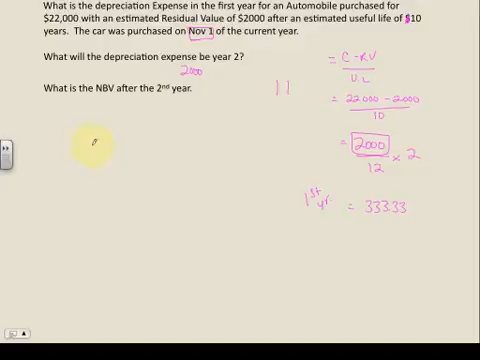 What is the depreciation Expense in the first year for an Automobile purchased for
$22,000 with an estimated Residual Value of $2000 after an estimated useful life of $10
years. The car was purchased on Nov 1 of the current year.
What will the depreciation expense be year 2?
2000
What is the NBV after the 2nd year.
= C - RV
UL
11
= 22000 - 2000
10
= 2000 × 2
12
1st yr. = 333.33